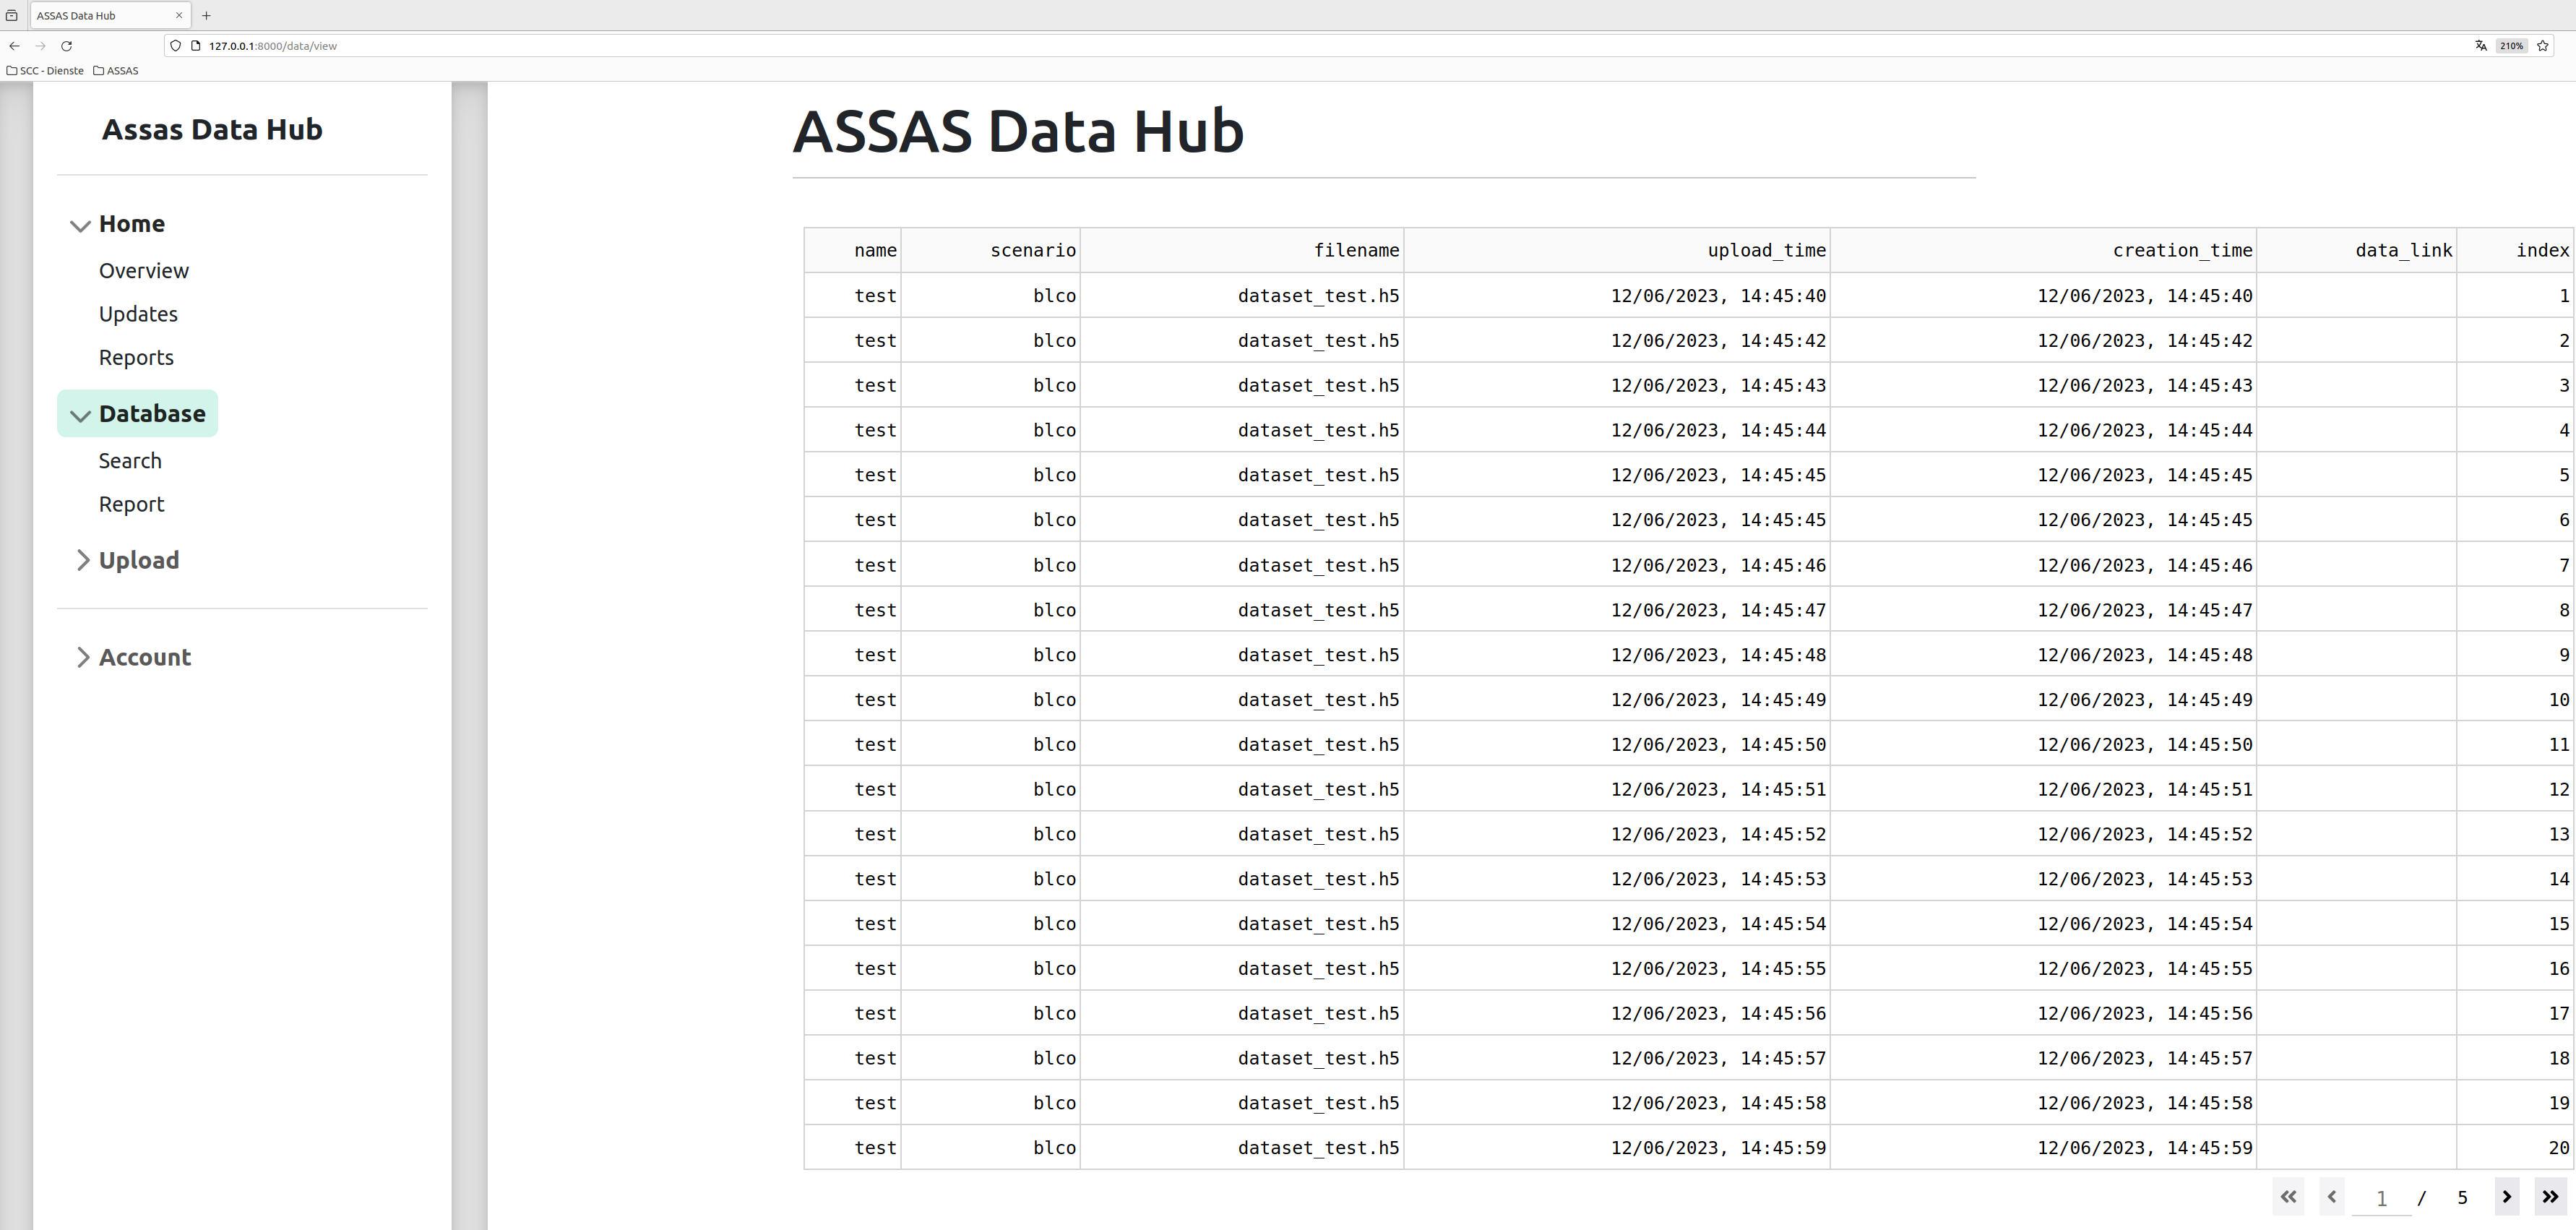 ASSAS Data Hub
127.0.0.1:8000/data/view
210%
SCC - Dienste ASSAS
Assas Data Hub
Home
Overview
Updates
Reports
Database
Search
Report
Upload
Account
ASSAS Data Hub
name scenario filename upload_time creation_time data_link index
test blco dataset_test.h5 12/06/2023, 14:45:40 12/06/2023, 14:45:40 1
test blco dataset_test.h5 12/06/2023, 14:45:42 12/06/2023, 14:45:42 2
test blco dataset_test.h5 12/06/2023, 14:45:43 12/06/2023, 14:45:43 3
test blco dataset_test.h5 12/06/2023, 14:45:44 12/06/2023, 14:45:44 4
test blco dataset_test.h5 12/06/2023, 14:45:45 12/06/2023, 14:45:45 5
test blco dataset_test.h5 12/06/2023, 14:45:45 12/06/2023, 14:45:45 6
test blco dataset_test.h5 12/06/2023, 14:45:46 12/06/2023, 14:45:46 7
test blco dataset_test.h5 12/06/2023, 14:45:47 12/06/2023, 14:45:47 8
test blco dataset_test.h5 12/06/2023, 14:45:48 12/06/2023, 14:45:48 9
test blco dataset_test.h5 12/06/2023, 14:45:49 12/06/2023, 14:45:49 10
test blco dataset_test.h5 12/06/2023, 14:45:50 12/06/2023, 14:45:50 11
test blco dataset_test.h5 12/06/2023, 14:45:51 12/06/2023, 14:45:51 12
test blco dataset_test.h5 12/06/2023, 14:45:52 12/06/2023, 14:45:52 13
test blco dataset_test.h5 12/06/2023, 14:45:53 12/06/2023, 14:45:53 14
test blco dataset_test.h5 12/06/2023, 14:45:54 12/06/2023, 14:45:54 15
test blco dataset_test.h5 12/06/2023, 14:45:55 12/06/2023, 14:45:55 16
test blco dataset_test.h5 12/06/2023, 14:45:56 12/06/2023, 14:45:56 17
test blco dataset_test.h5 12/06/2023, 14:45:57 12/06/2023, 14:45:57 18
test blco dataset_test.h5 12/06/2023, 14:45:58 12/06/2023, 14:45:58 19
test blco dataset_test.h5 12/06/2023, 14:45:59 12/06/2023, 14:45:59 20
1 / 5